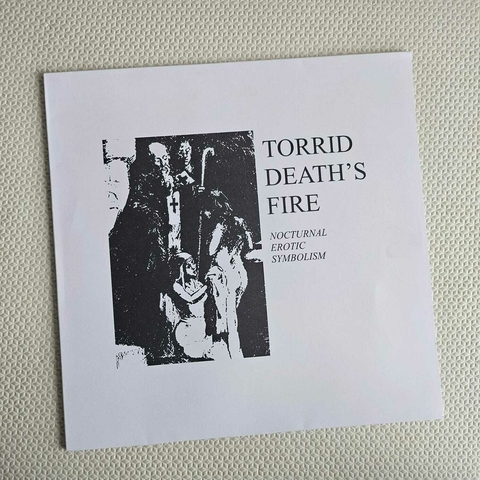 TORRID
DEATH'S
FIRE
NOCTURNAL
EROTIC
SYMBOLISM